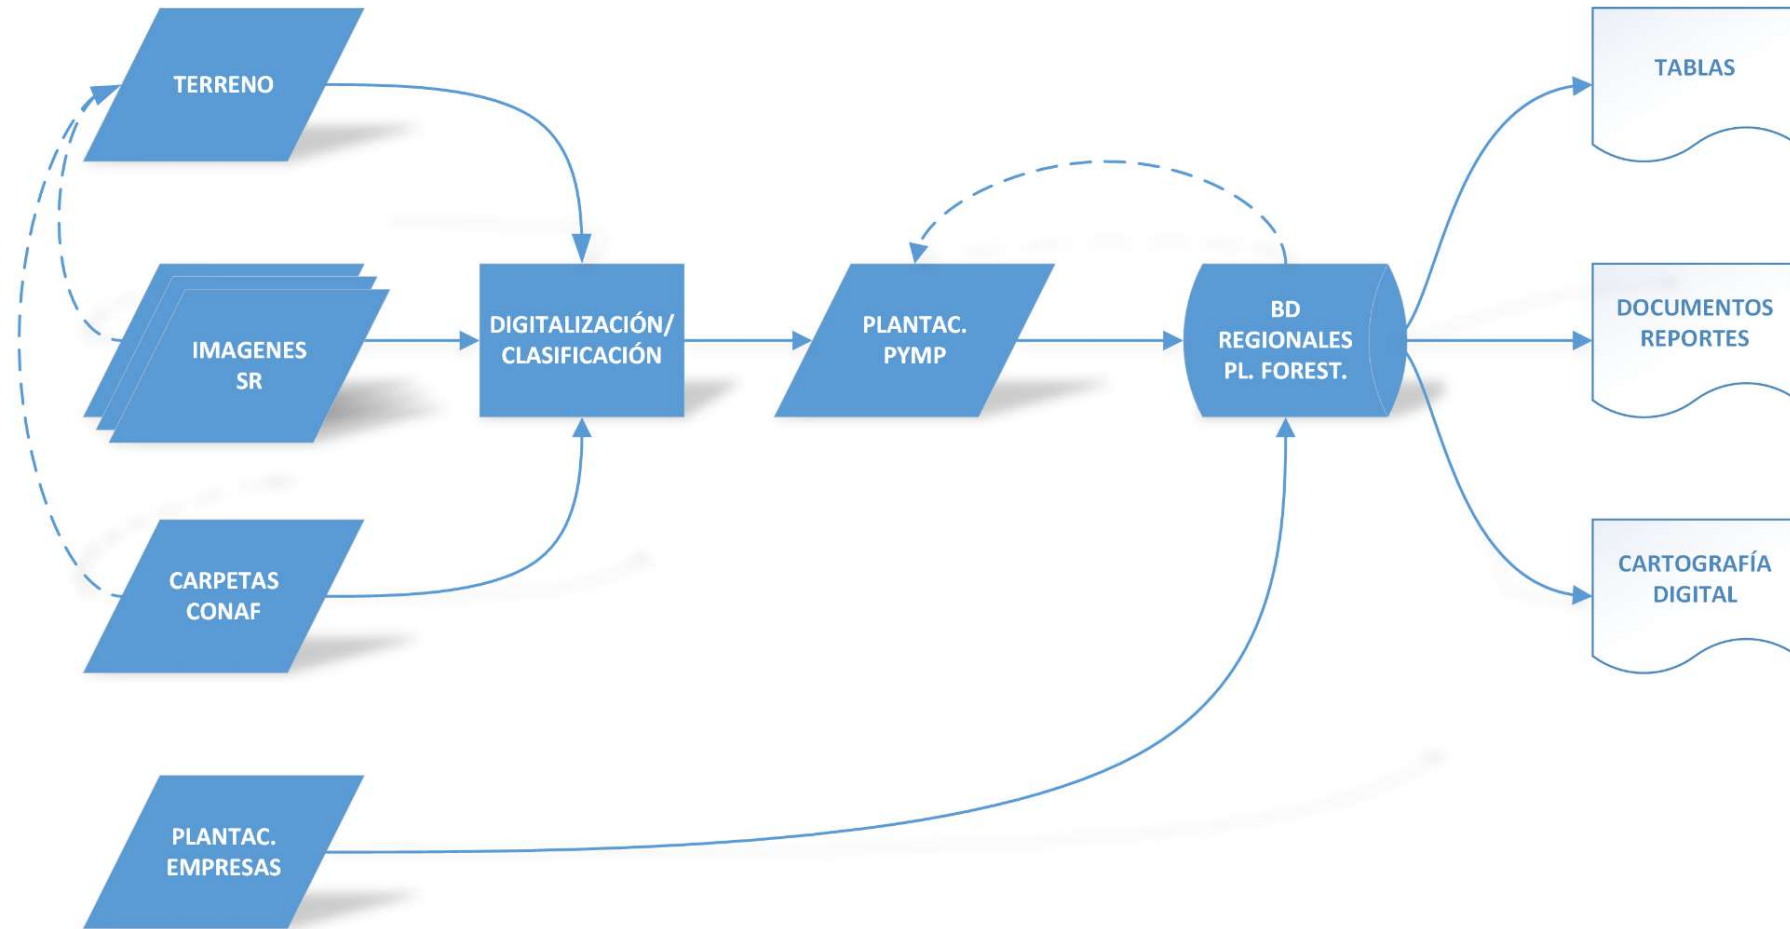 TERRENO
IMAGENES
SR
CARPETAS
CONAF
PLANTAC.
EMPRESAS
DIGITALIZACIÓN/
CLASIFICACIÓN
PLANTAC.
PYMP
BD
REGIONALES
PL. FOREST.
TABLAS
DOCUMENTOS
REPORTES
CARTOGRAFÍA
DIGITAL